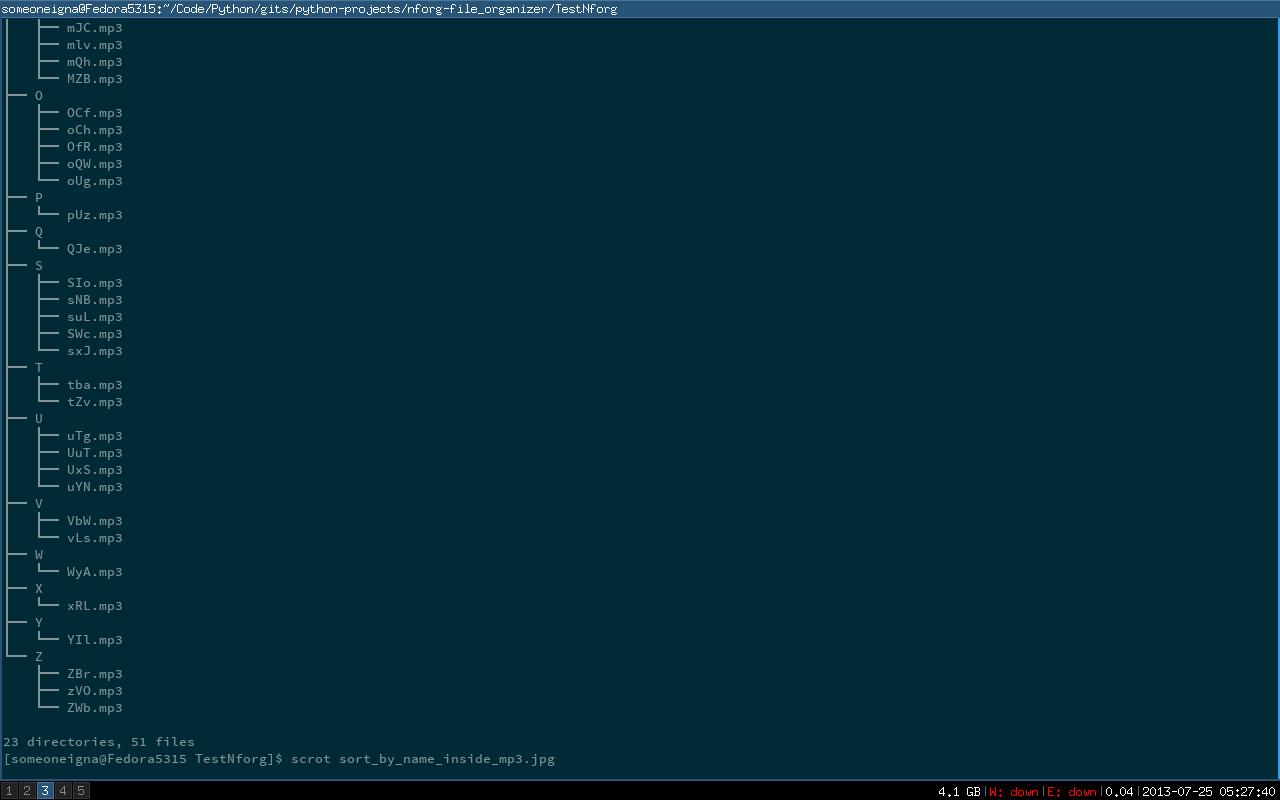 someoneigna@Fedora5315:~/Code/Python/gits/python-projects/nforg-file_organizer/TestNforg
│   ├── mJC.mp3
│   ├── mlv.mp3
│   ├── mQh.mp3
│   └── MZB.mp3
├── O
│   ├── OCf.mp3
│   ├── oCh.mp3
│   ├── OfR.mp3
│   ├── oQW.mp3
│   └── oUg.mp3
├── P
│   └── pUz.mp3
├── Q
│   └── QJe.mp3
├── S
│   ├── SIo.mp3
│   ├── sNB.mp3
│   ├── suL.mp3
│   ├── SWc.mp3
│   └── sxJ.mp3
├── T
│   ├── tba.mp3
│   └── tZv.mp3
├── U
│   ├── uTg.mp3
│   ├── UuT.mp3
│   ├── UxS.mp3
│   └── uYN.mp3
├── V
│   ├── VbW.mp3
│   └── vLs.mp3
├── W
│   └── WyA.mp3
├── X
│   └── xRL.mp3
├── Y
│   └── YIl.mp3
└── Z
    ├── ZBr.mp3
    ├── zVO.mp3
    └── ZWb.mp3
23 directories, 51 files
[someoneigna@Fedora5315 TestNforg]$ scrot sort_by_name_inside_mp3.jpg
1 2 3 4 5 4.1 GB|W: down|E: down|0.04|2013-07-25 05:27:40